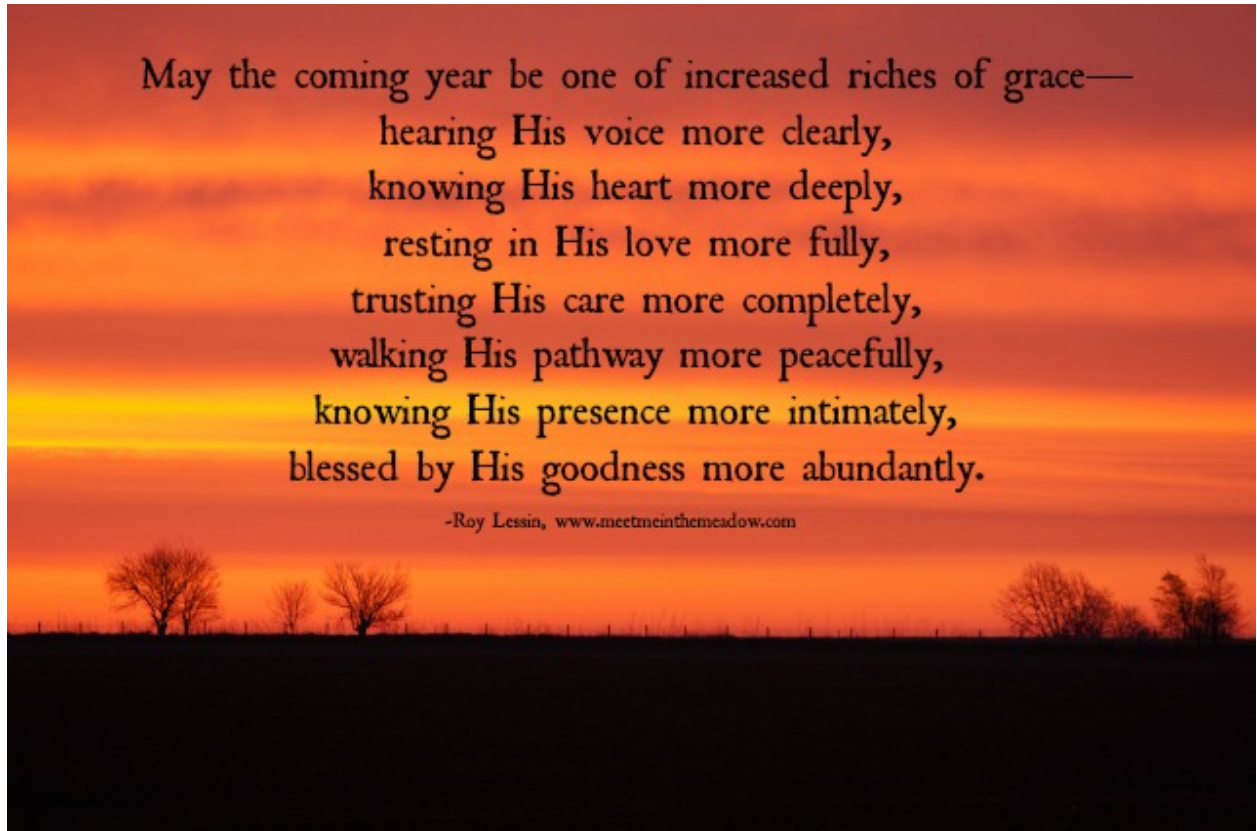 May the coming year be one of increased riches of grace—
hearing His voice more clearly,
knowing His heart more deeply,
resting in His love more fully,
trusting His care more completely,
walking His pathway more peacefully,
knowing His presence more intimately,
blessed by His goodness more abundantly.
-Roy Lessin, www.meetmeinthemeadow.com